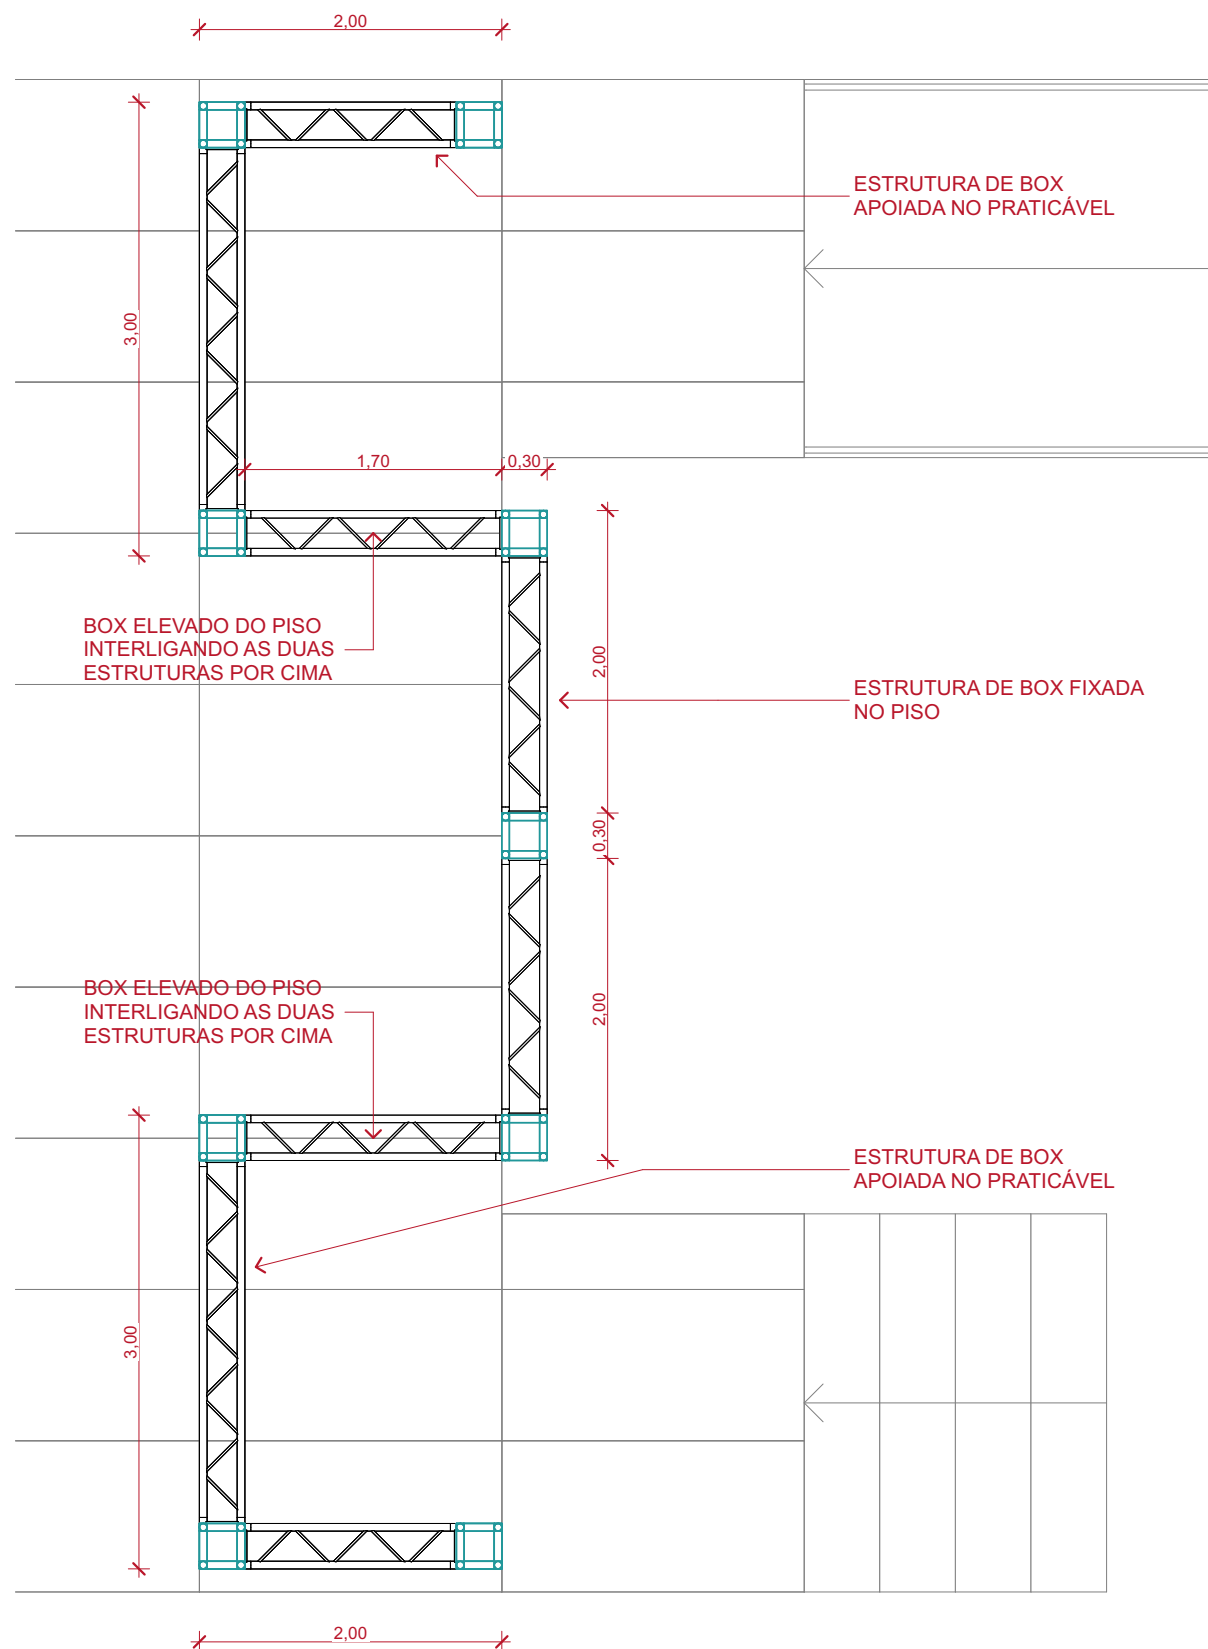 2,00
ESTRUTURA DE BOX
APOIADA NO PRATICÁVEL
3,00
1,70
0,30
BOX ELEVADO DO PISO
INTERLIGANDO AS DUAS
ESTRUTURAS POR CIMA
2,00
ESTRUTURA DE BOX FIXADA
NO PISO
0,30
BOX ELEVADO DO PISO
INTERLIGANDO AS DUAS
ESTRUTURAS POR CIMA
2,00
ESTRUTURA DE BOX
APOIADA NO PRATICÁVEL
3,00
2,00